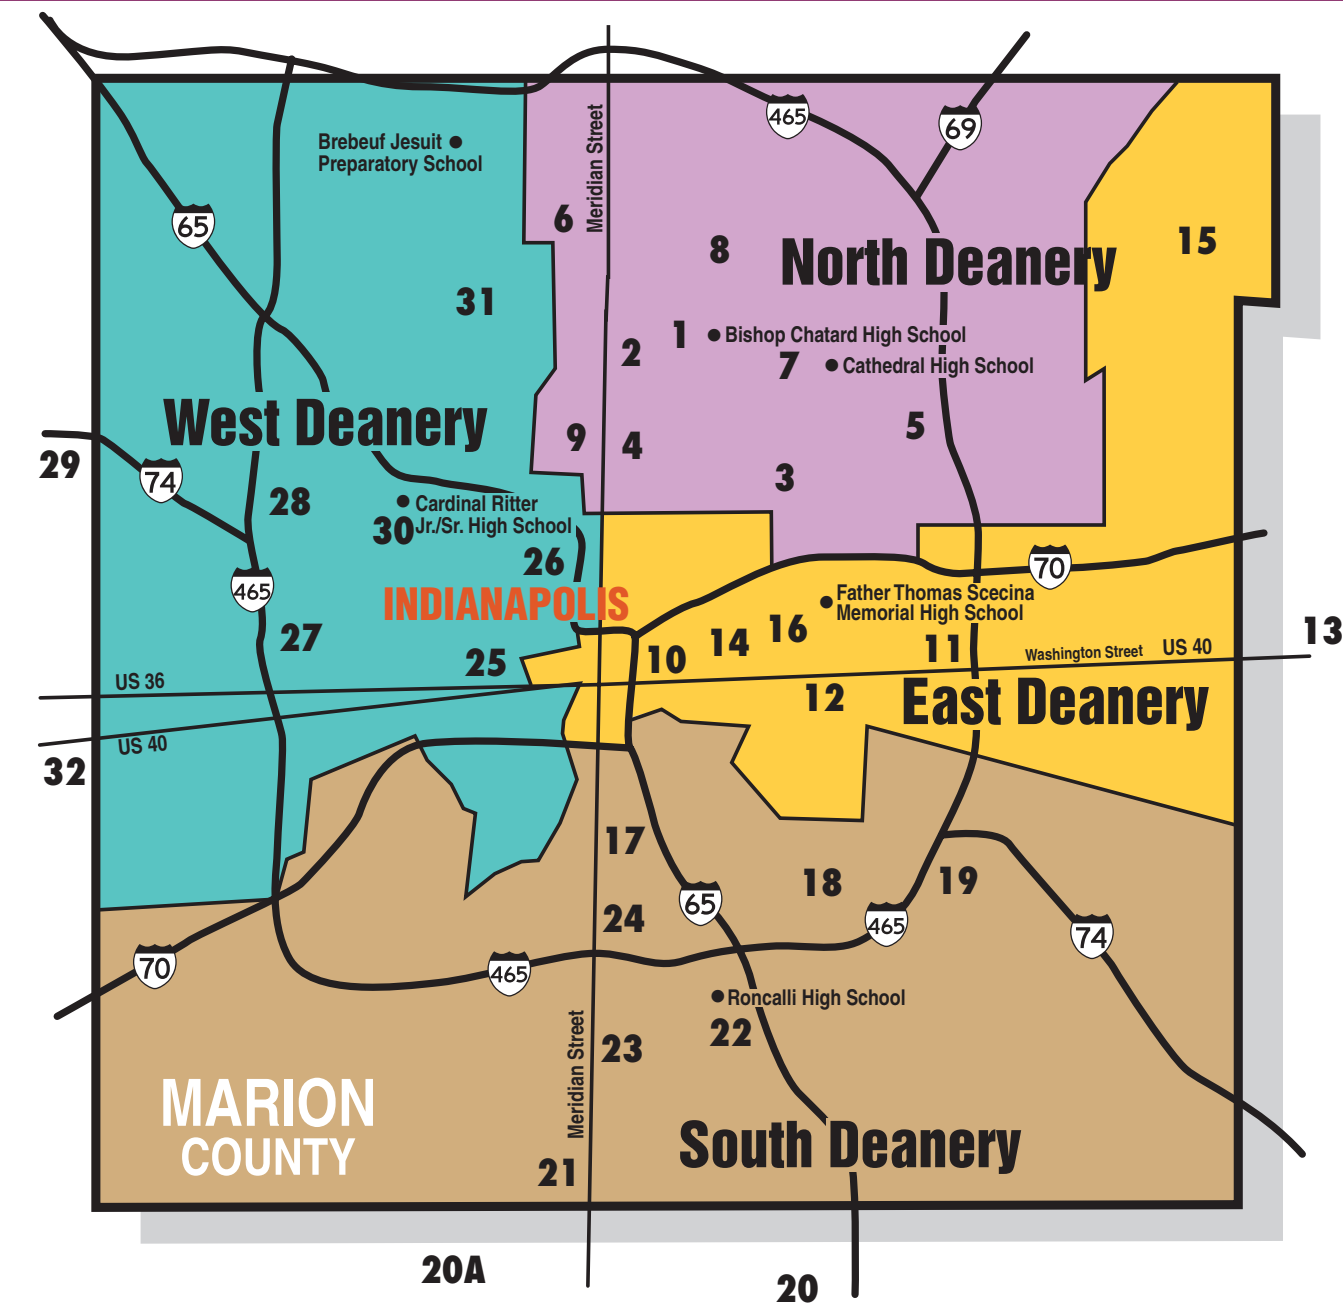 465
69
Meridian Street
Brebeuf Jesuit
Preparatory School
65
6
8
15
North Deanery
31
1
Bishop Chatard High School
2
7
Cathedral High School
West Deanery
5
9
4
29
74
3
28
Cardinal Ritter
30
Jr./Sr. High School
26
70
465
INDIANAPOLIS
Father Thomas Scecina
Memorial High School
16
14
27
13
11
Washington Street
US 40
25
10
US 36
12
East Deanery
US 40
32
17
18
19
65
24
465
74
70
465
Roncalli High School
22
23
Meridian Street
MARION
COUNTY
South Deanery
21
20A
20